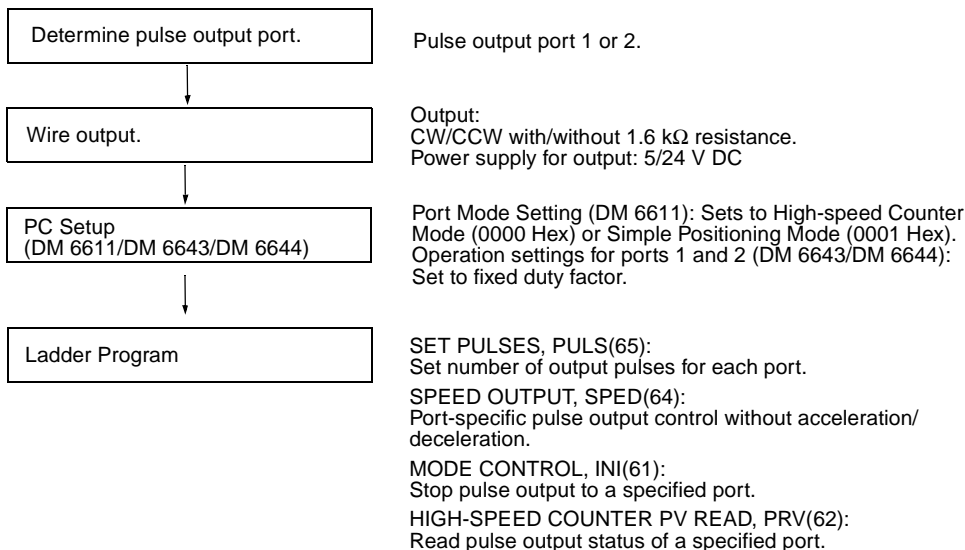 Determine pulse output port.
Pulse output port 1 or 2.
Wire output.
Output:
CW/CCW with/without 1.6 kΩ resistance.
Power supply for output: 5/24 V DC
PC Setup
(DM 6611/DM 6643/DM 6644)
Port Mode Setting (DM 6611): Sets to High-speed Counter
Mode (0000 Hex) or Simple Positioning Mode (0001 Hex).
Operation settings for ports 1 and 2 (DM 6643/DM 6644):
Set to fixed duty factor.
Ladder Program
SET PULSES, PULS(65):
Set number of output pulses for each port.
SPEED OUTPUT, SPED(64):
Port-specific pulse output control without acceleration/
deceleration.
MODE CONTROL, INI(61):
Stop pulse output to a specified port.
HIGH-SPEED COUNTER PV READ, PRV(62):
Read pulse output status of a specified port.